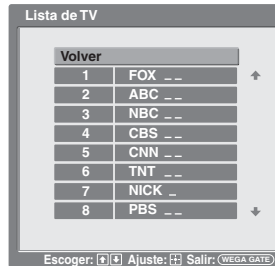 Lista de TV
Volver
1 FOX _ _
2 ABC _ _
3 NBC _ _
4 CBS _ _
5 CNN _ _
6 TNT _ _
7 NICK _
8 PBS _ _
Escoger: Ajuste: Salir: WEGA GATE